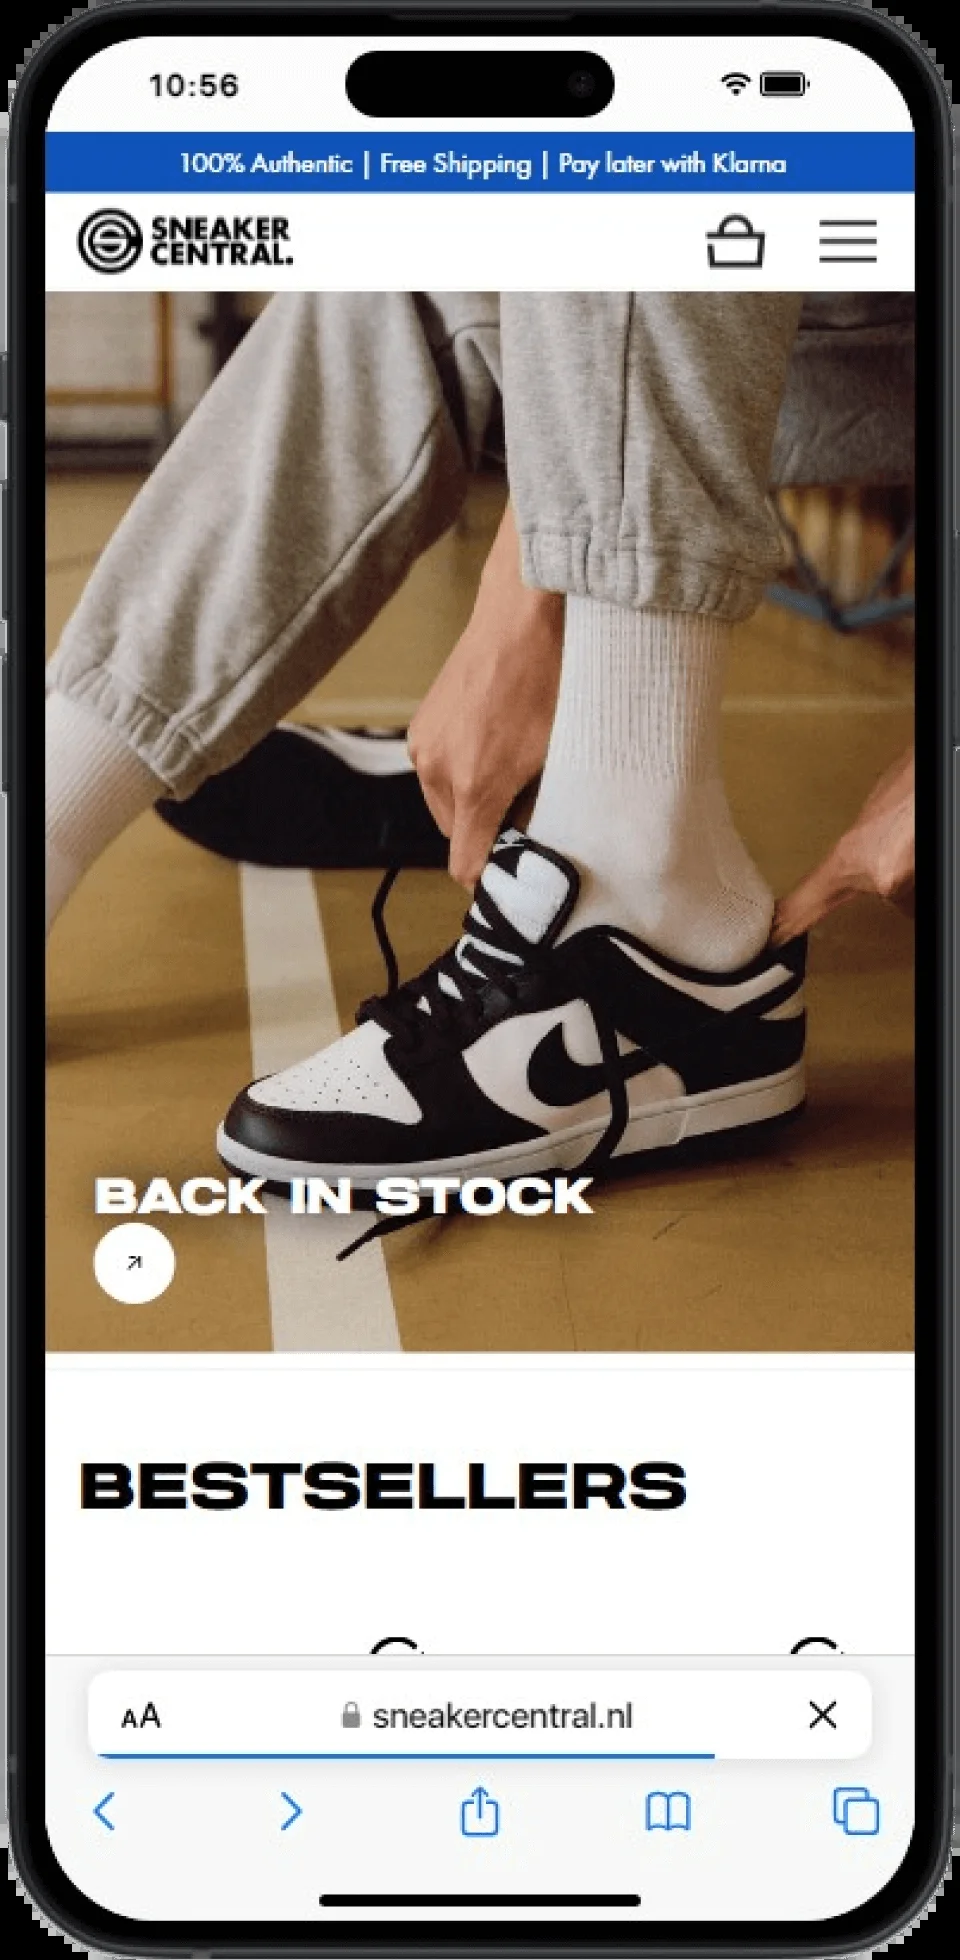 10:56
100% Authentic | Free Shipping | Pay later with Klarna
SNEAKER
CENTRAL.
BACK IN STOCK
BESTSELLERS
AA
sneakercentral.nl